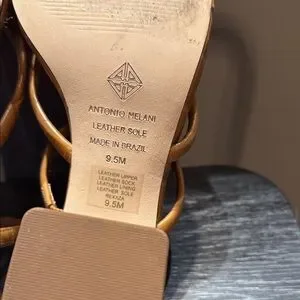 ANTONIO MELANI
LEATHER SOLE
MADE IN BRAZIL
9.5M
LEATHER UPPER
LEATHER SOCK
LEATHER LINING
LEATHER SOLE
REKAZA
9.5M